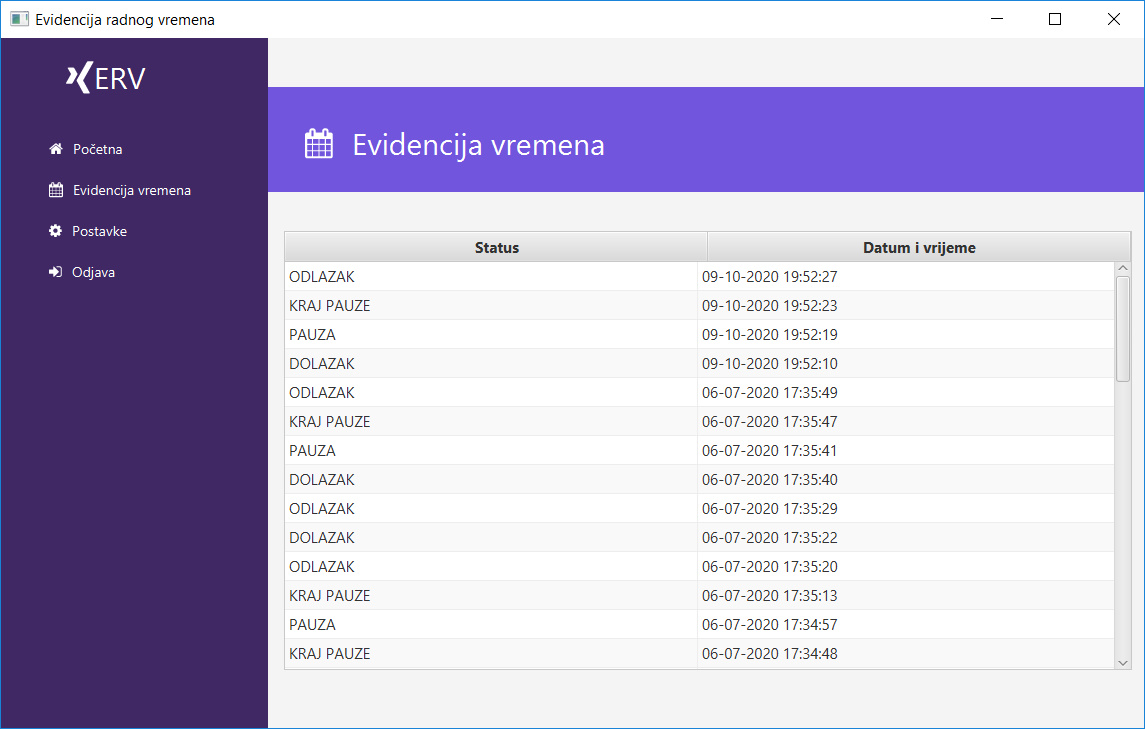 Evidencija radnog vremena
ERV
Početna
Evidencija vremena
Postavke
Odjava
Evidencija vremena
Status Datum i vrijeme
ODLAZAK 09-10-2020 19:52:27
KRAJ PAUZE 09-10-2020 19:52:23
PAUZA 09-10-2020 19:52:19
DOLAZAK 09-10-2020 19:52:10
ODLAZAK 06-07-2020 17:35:49
KRAJ PAUZE 06-07-2020 17:35:47
PAUZA 06-07-2020 17:35:41
DOLAZAK 06-07-2020 17:35:40
ODLAZAK 06-07-2020 17:35:29
DOLAZAK 06-07-2020 17:35:22
ODLAZAK 06-07-2020 17:35:20
KRAJ PAUZE 06-07-2020 17:35:13
PAUZA 06-07-2020 17:34:57
KRAJ PAUZE 06-07-2020 17:34:48